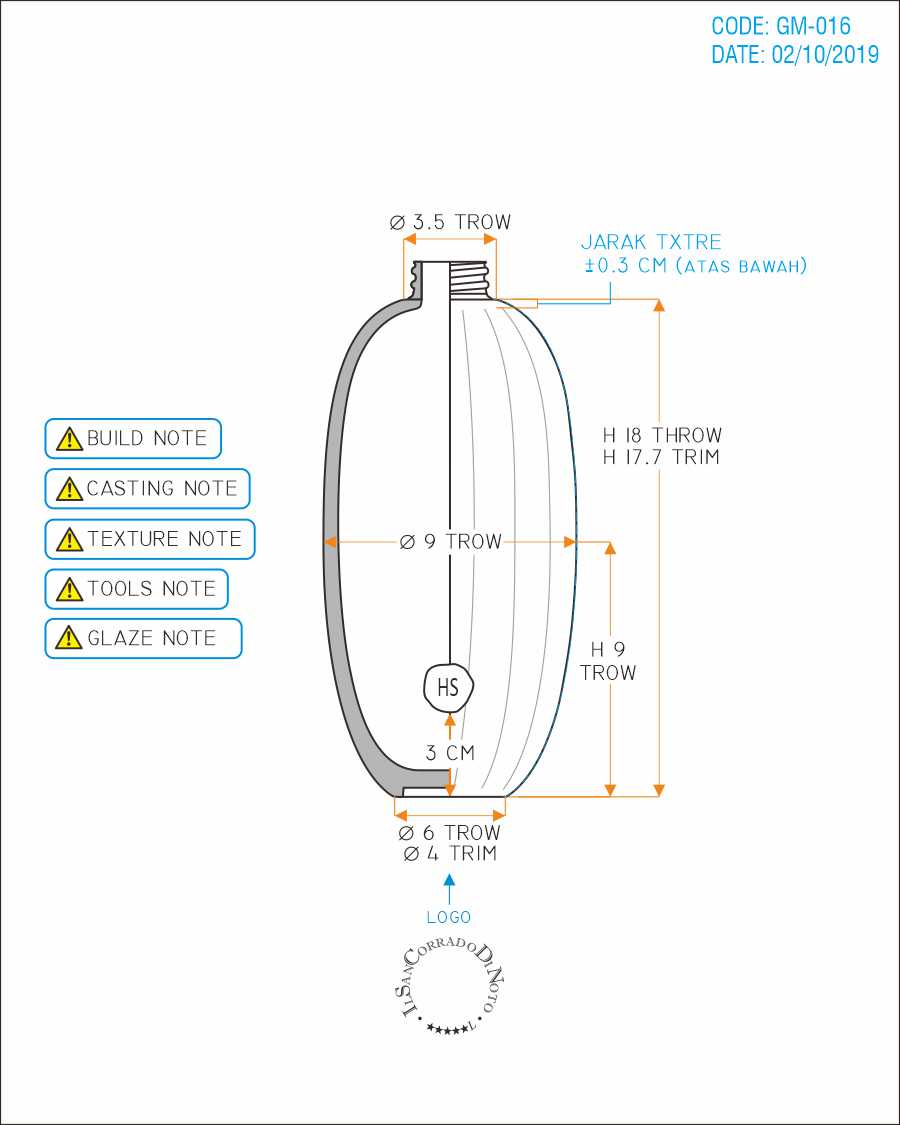 CODE: GM-016
DATE: 02/10/2019
Ø 3.5 TROW
JARAK TXTRE
±0.3 CM (ATAS BAWAH)
H 18 THROW
H 17.7 TRIM
BUILD NOTE
CASTING NOTE
TEXTURE NOTE
TOOLS NOTE
GLAZE NOTE
Ø 9 TROW
H 9
TROW
HS
3 CM
Ø 6 TROW
Ø 4 TRIM
LOGO
IL SAN CORRADO DI NOTO
• ★★★★★L •